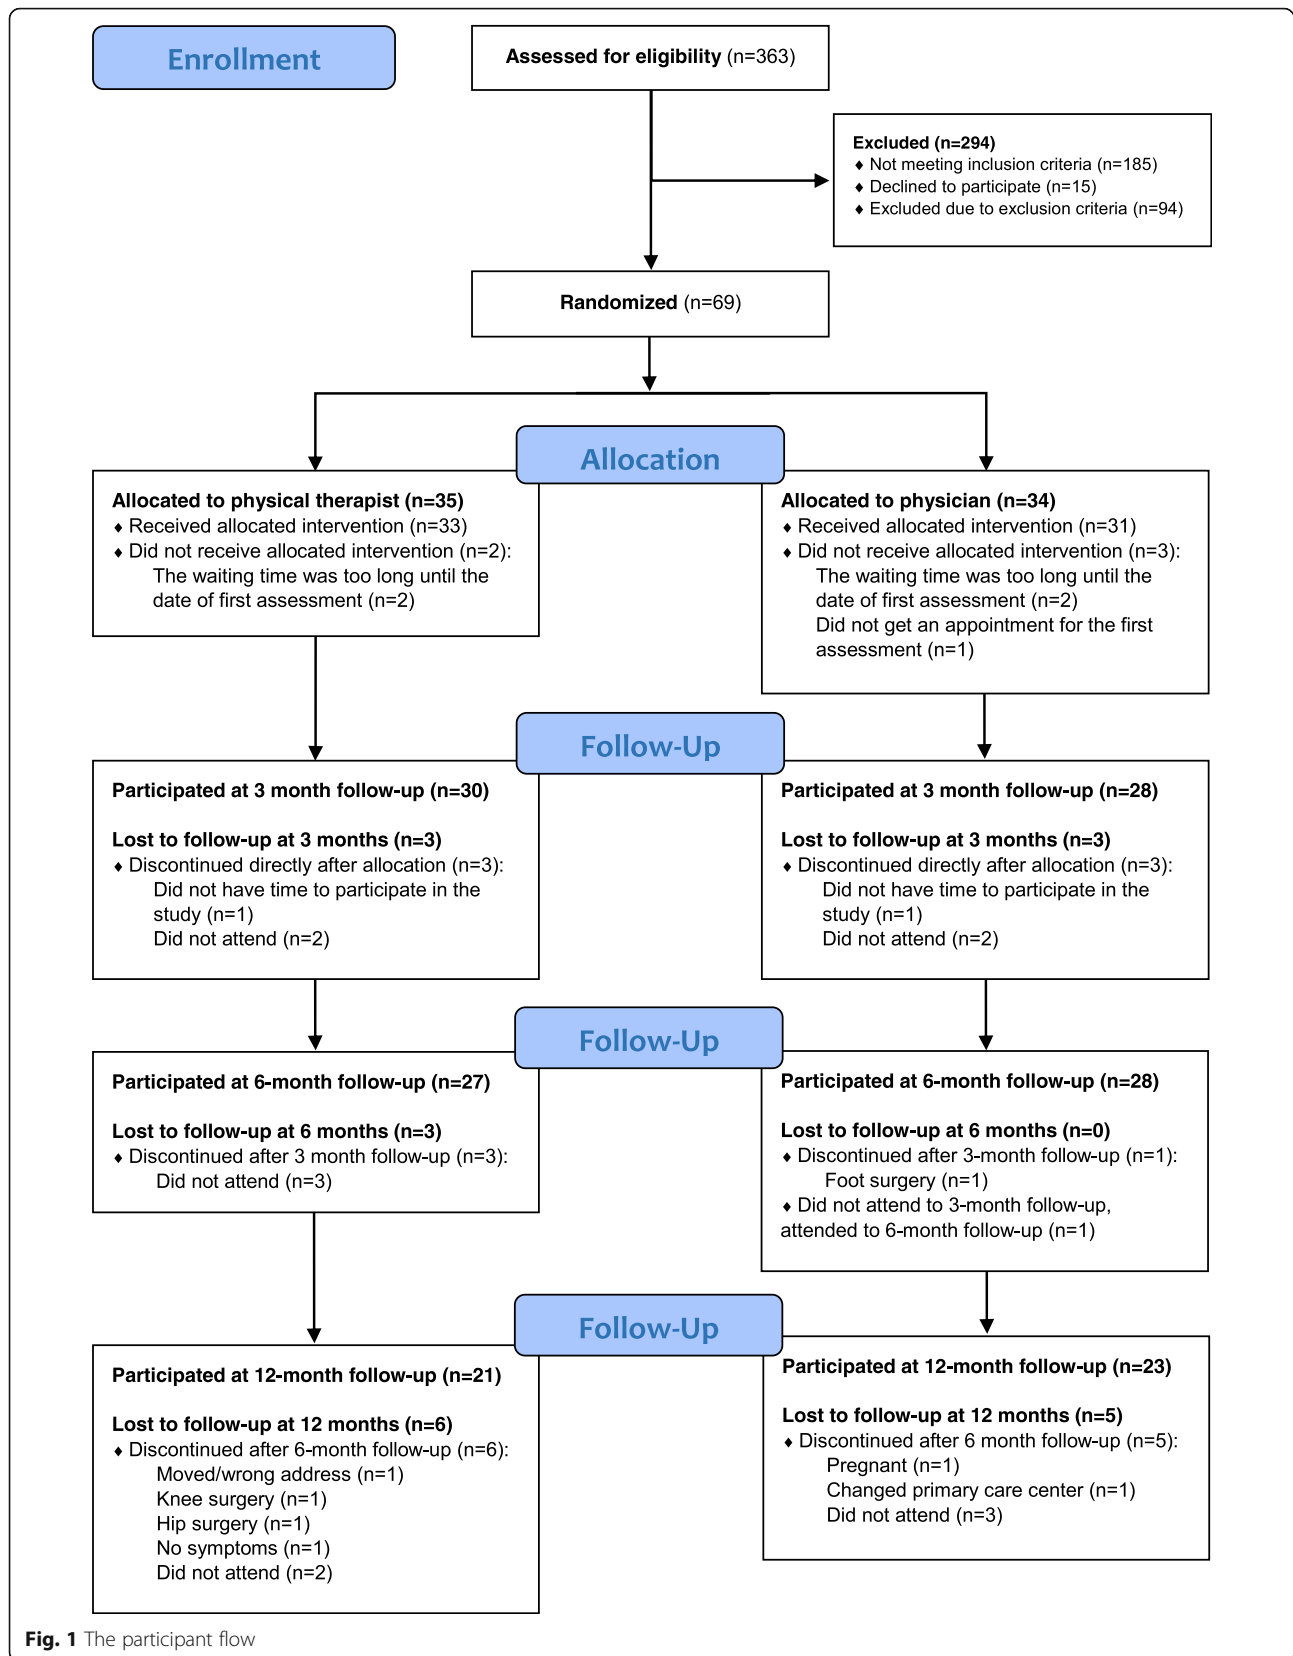 Enrollment
Assessed for eligibility (n=363)
Excluded (n=294)
♦ Not meeting inclusion criteria (n=185)
♦ Declined to participate (n=15)
♦ Excluded due to exclusion criteria (n=94)
Randomized (n=69)
Allocation
Allocated to physical therapist (n=35)
♦ Received allocated intervention (n=33)
♦ Did not receive allocated intervention (n=2):
The waiting time was too long until the
date of first assessment (n=2)
Allocated to physician (n=34)
♦ Received allocated intervention (n=31)
♦ Did not receive allocated intervention (n=3):
The waiting time was too long until the
date of first assessment (n=2)
Did not get an appointment for the first
assessment (n=1)
Follow-Up
Participated at 3 month follow-up (n=30)
Lost to follow-up at 3 months (n=3)
♦ Discontinued directly after allocation (n=3):
Did not have time to participate in the
study (n=1)
Did not attend (n=2)
Participated at 3 month follow-up (n=28)
Lost to follow-up at 3 months (n=3)
♦ Discontinued directly after allocation (n=3):
Did not have time to participate in the
study (n=1)
Did not attend (n=2)
Follow-Up
Participated at 6-month follow-up (n=27)
Lost to follow-up at 6 months (n=3)
♦ Discontinued after 3 month follow-up (n=3):
Did not attend (n=3)
Participated at 6-month follow-up (n=28)
Lost to follow-up at 6 months (n=0)
♦ Discontinued after 3-month follow-up (n=1):
Foot surgery (n=1)
♦ Did not attend to 3-month follow-up,
attended to 6-month follow-up (n=1)
Follow-Up
Participated at 12-month follow-up (n=21)
Lost to follow-up at 12 months (n=6)
♦ Discontinued after 6-month follow-up (n=6):
Moved/wrong address (n=1)
Knee surgery (n=1)
Hip surgery (n=1)
No symptoms (n=1)
Did not attend (n=2)
Participated at 12-month follow-up (n=23)
Lost to follow-up at 12 months (n=5)
♦ Discontinued after 6 month follow-up (n=5):
Pregnant (n=1)
Changed primary care center (n=1)
Did not attend (n=3)
Fig. 1 The participant flow